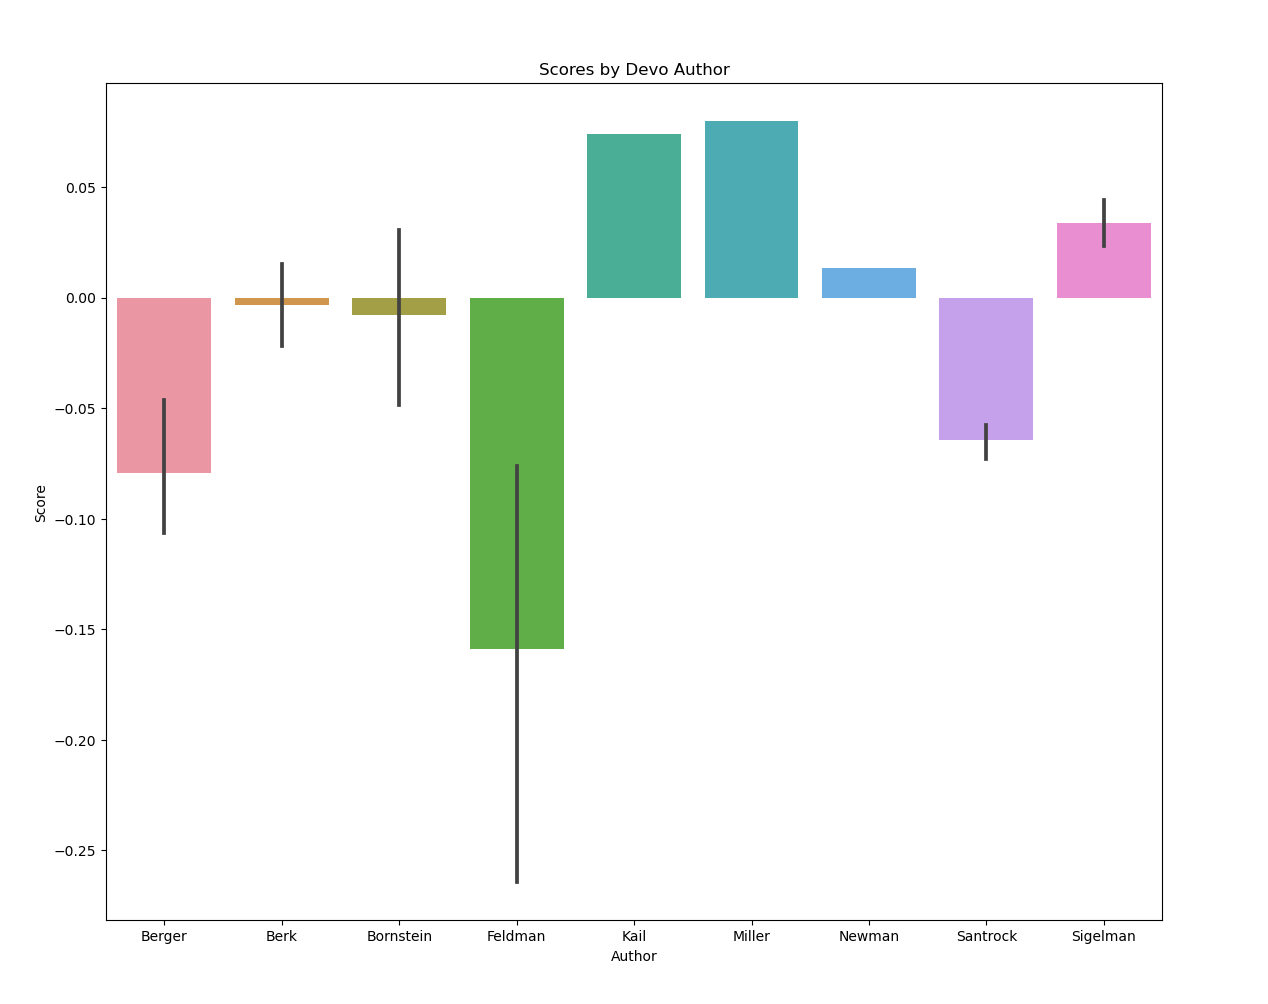 Scores by Devo Author
0.05
0.00
−0.05
−0.10
−0.15
−0.20
−0.25
Score
Berger Berk Bornstein Feldman Kail Miller Newman Santrock Sigelman
Author